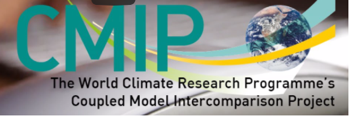 CMIP
The World Climate Research Programme's
Coupled Model Intercomparison Project